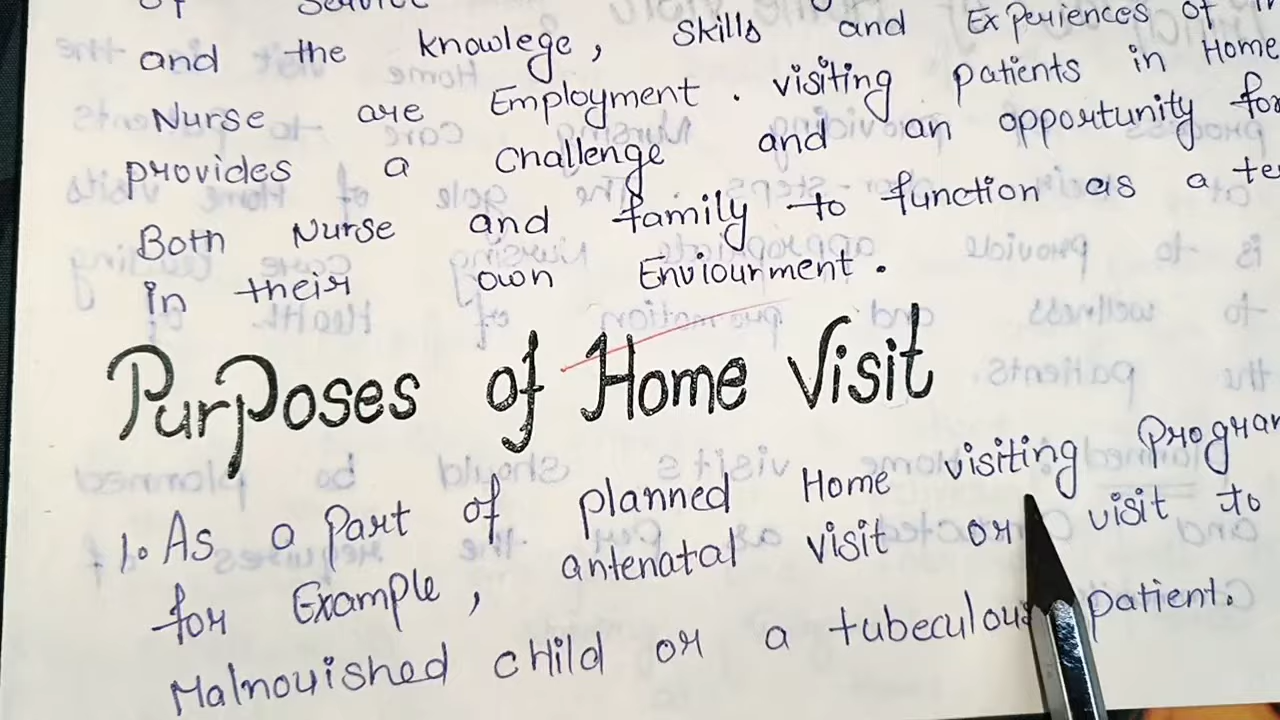 of Service
and the knowlege, skills and Experiences of
Nurse are Employment. visiting patients in Home
provides a challenge and an opportunity for
Both Nurse and family to function as a
in their own Enviourment.
Purposes of Home Visit
1. As a part of planned Home visiting
for Example, antenatal visit or visit to
Malnouished child or a tubeculous patient.